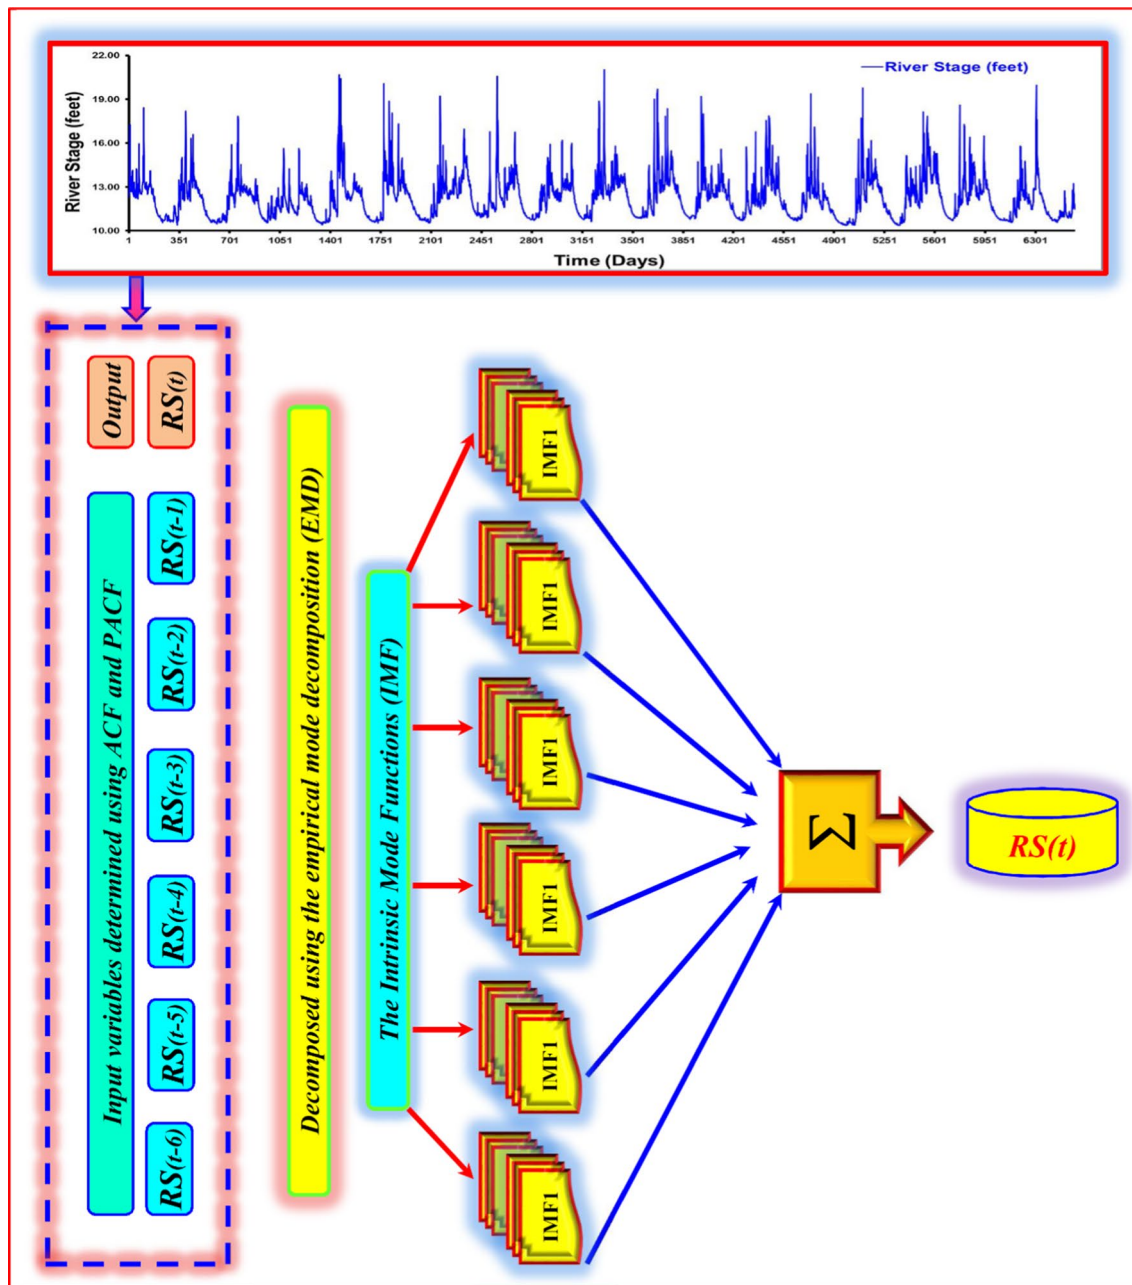 22.00
19.00
16.00
13.00
10.00
River Stage (feet)
River Stage (feet)
1 351 701 1051 1401 1751 2101 2451 2801 3151 3501 3851 4201 4551 4901 5251 5601 5951 6301
Time (Days)
Output
RS(t)
Input variables determined using ACF and PACF
RS(t-1)
RS(t-2)
RS(t-3)
RS(t-4)
RS(t-5)
RS(t-6)
Decomposed using the empirical mode decomposition (EMD)
The Intrinsic Mode Functions (IMF)
IMF1
IMF1
IMF1
IMF1
IMF1
IMF1
Σ
RS(t)